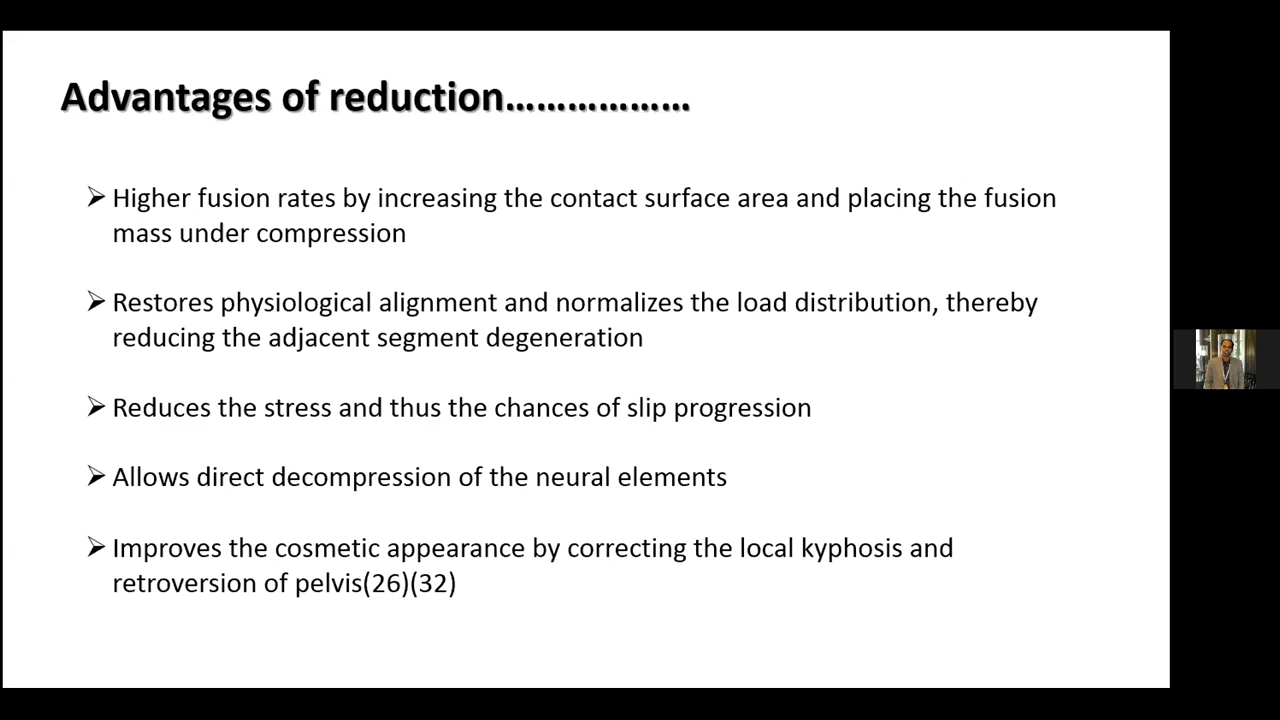 Advantages of reduction………………
➢ Higher fusion rates by increasing the contact surface area and placing the fusion
mass under compression
➢ Restores physiological alignment and normalizes the load distribution, thereby
reducing the adjacent segment degeneration
➢ Reduces the stress and thus the chances of slip progression
➢ Allows direct decompression of the neural elements
➢ Improves the cosmetic appearance by correcting the local kyphosis and
retroversion of pelvis(26)(32)